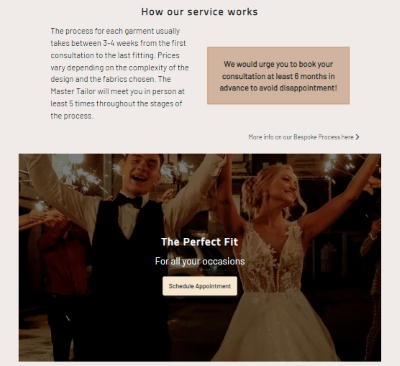 How our service works
The process for each garment usually
takes between 3-4 weeks from the first
consultation to the last fitting. Prices
vary depending on the complexity of the
design and the fabrics chosen. The
Master Tailor will meet you in person at
least 5 times throughout the stages of
the process.
We would urge you to book your
consultation at least 6 months in
advance to avoid disappointment!
More info on our Bespoke Process here
The Perfect Fit
For all your occasions
Schedule Appointment